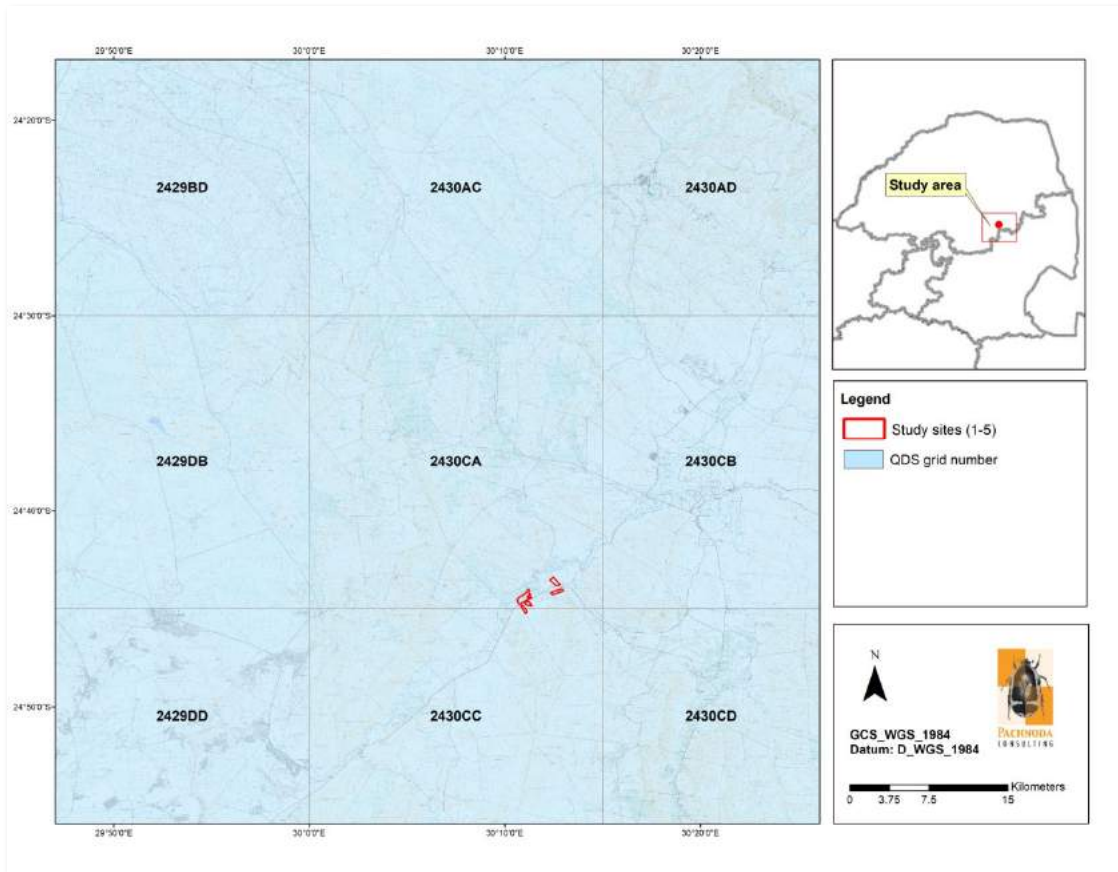 29°50'0"E 30°0'0"E 30°10'0"E 30°20'0"E
24°20'0"S
2429BD 2430AC 2430AD
24°30'0"S
2429DB 2430CA 2430CB
24°40'0"S
2429DD 2430CC 2430CD
24°50'0"S
29°50'0"E 30°0'0"E 30°10'0"E 30°20'0"E
Study area
Legend
Study sites (1-5)
QDS grid number
N
PACHNODA
CONSULTING
GCS_WGS_1984
Datum: D_WGS_1984
Kilometers
0 3.75 7.5 15